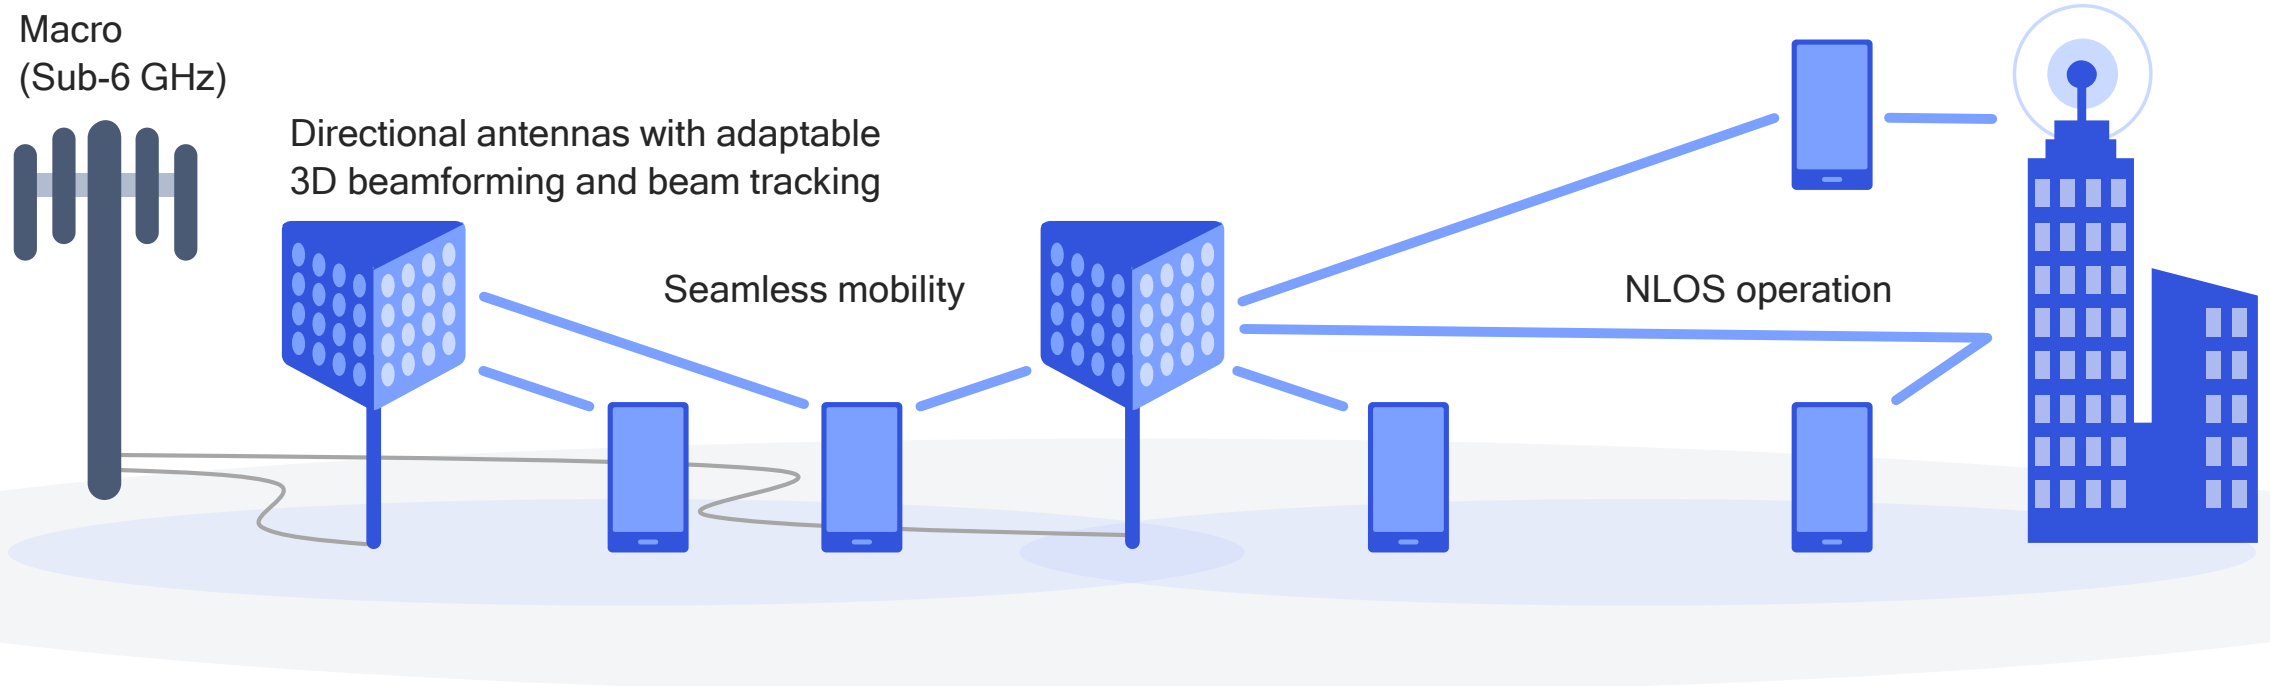 Macro
(Sub-6 GHz)
Directional antennas with adaptable
3D beamforming and beam tracking
Seamless mobility
NLOS operation